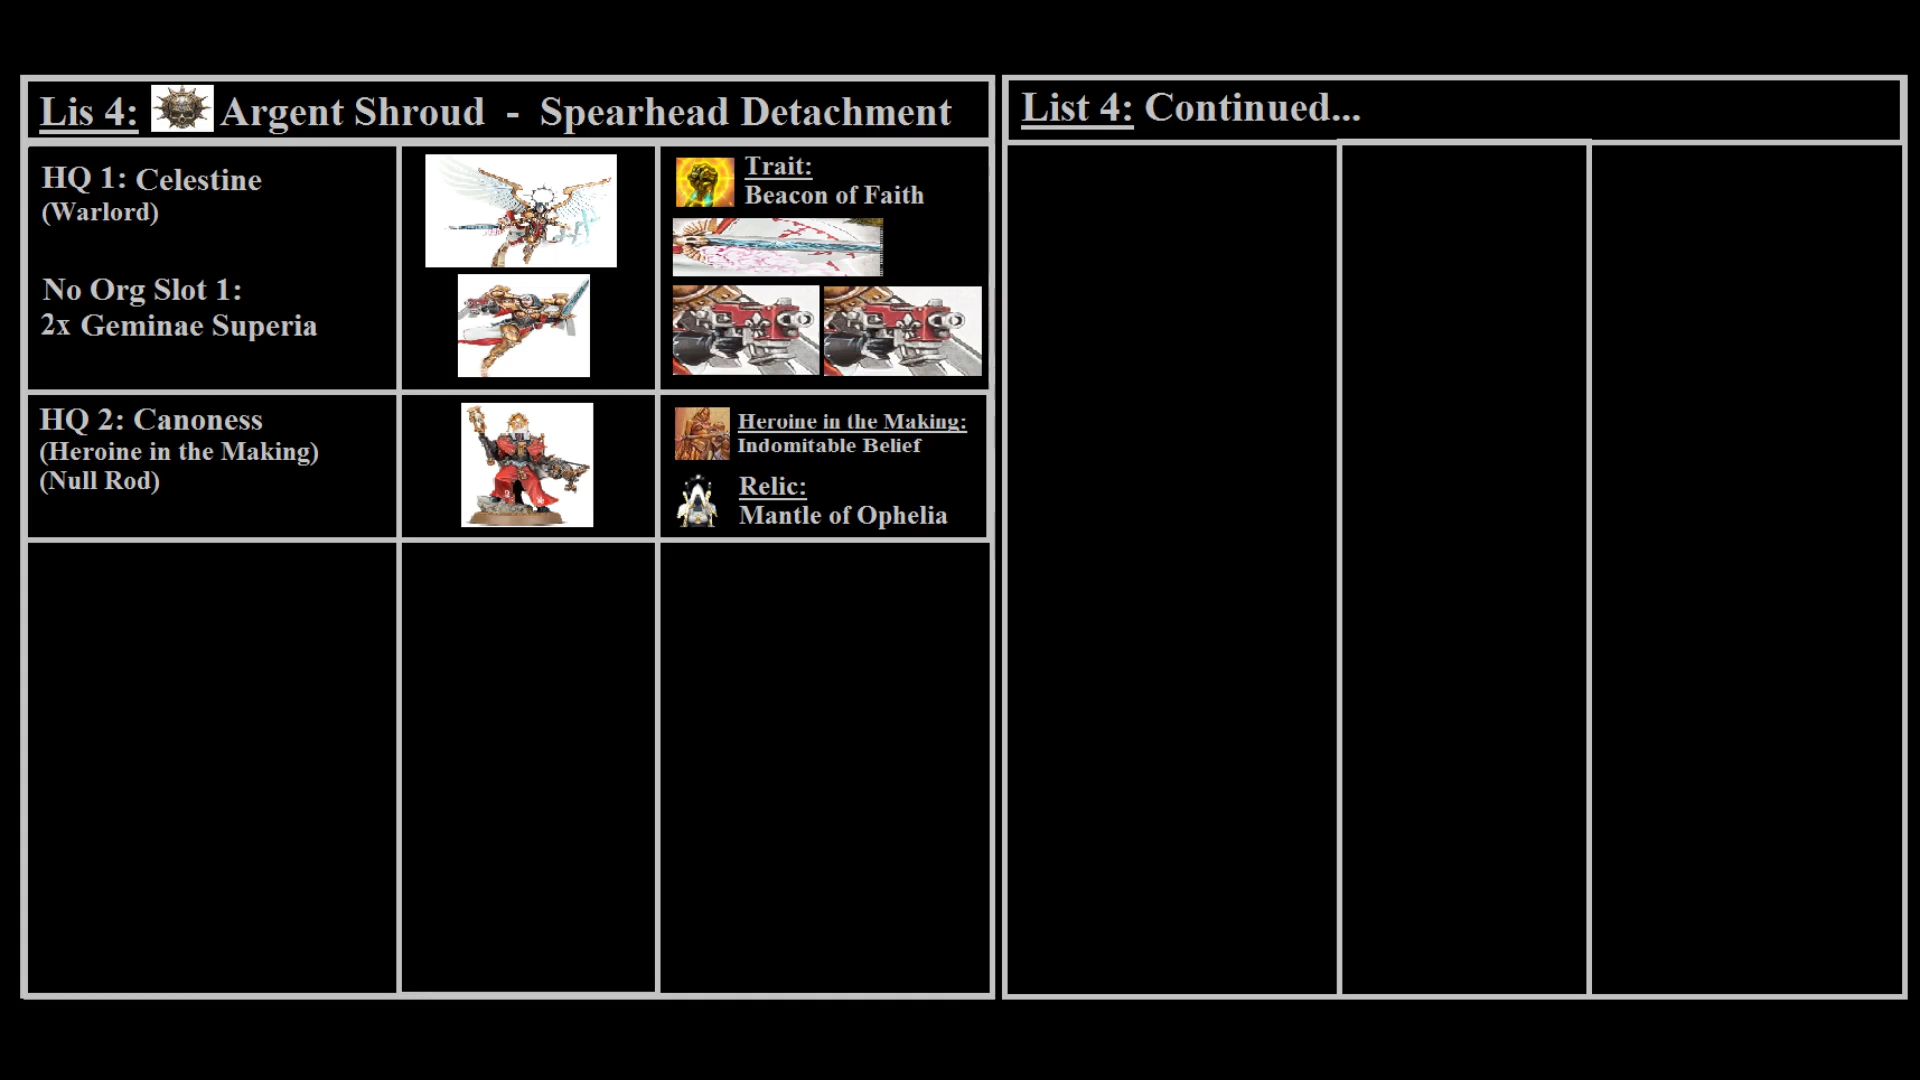 Lis 4: Argent Shroud - Spearhead Detachment
HQ 1: Celestine
(Warlord)
No Org Slot 1:
2x Geminae Superia
Trait:
Beacon of Faith
HQ 2: Canoness
(Heroine in the Making)
(Null Rod)
Heroine in the Making:
Indomitable Belief
Relic:
Mantle of Ophelia
List 4: Continued...